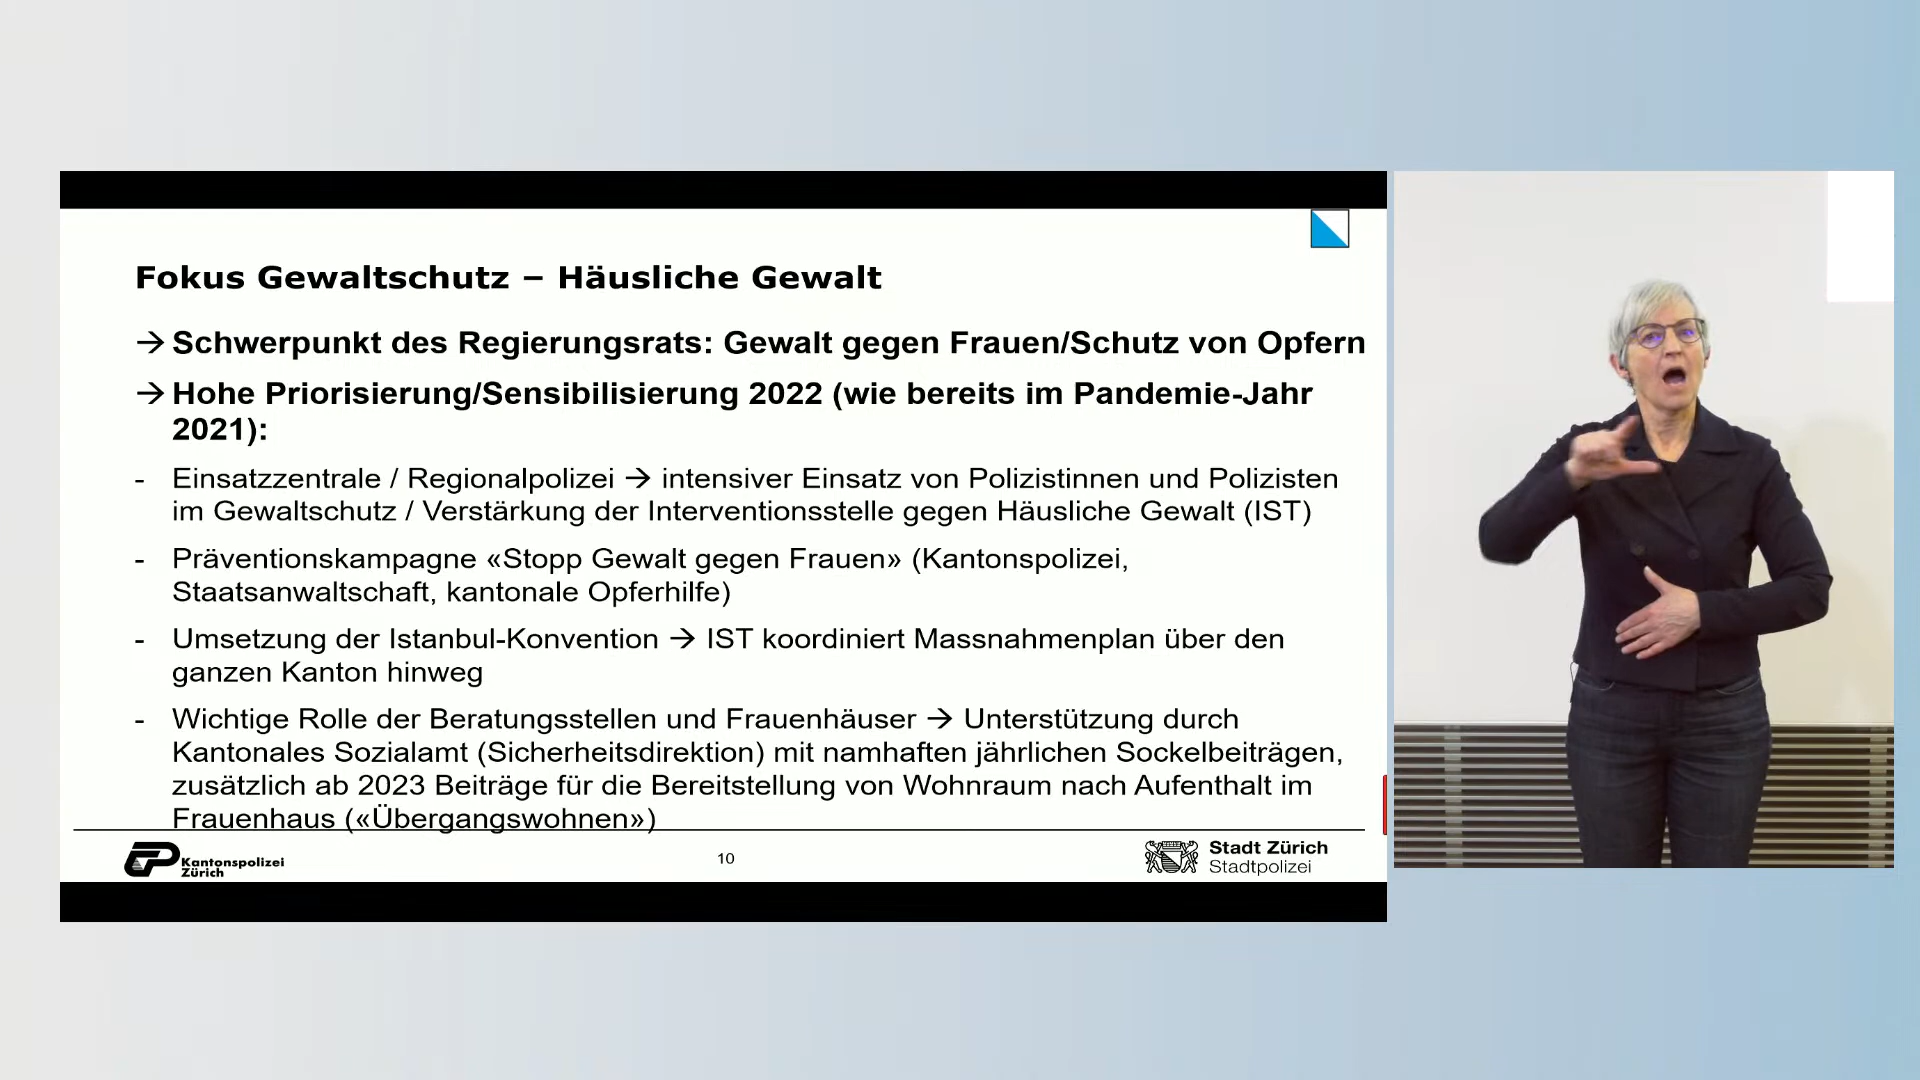 Fokus Gewaltschutz – Häusliche Gewalt
→ Schwerpunkt des Regierungsrats: Gewalt gegen Frauen/Schutz von Opfern
→ Hohe Priorisierung/Sensibilisierung 2022 (wie bereits im Pandemie-Jahr
2021):
- Einsatzzentrale / Regionalpolizei → intensiver Einsatz von Polizistinnen und Polizisten
im Gewaltschutz / Verstärkung der Interventionsstelle gegen Häusliche Gewalt (IST)
- Präventionskampagne «Stopp Gewalt gegen Frauen» (Kantonspolizei,
Staatsanwaltschaft, kantonale Opferhilfe)
- Umsetzung der Istanbul-Konvention → IST koordiniert Massnahmenplan über den
ganzen Kanton hinweg
- Wichtige Rolle der Beratungsstellen und Frauenhäuser → Unterstützung durch
Kantonales Sozialamt (Sicherheitsdirektion) mit namhaften jährlichen Sockelbeiträgen,
zusätzlich ab 2023 Beiträge für die Bereitstellung von Wohnraum nach Aufenthalt im
Frauenhaus («Übergangswohnen»)
Kantonspolizei
Zürich
10
Stadt Zürich
Stadtpolizei